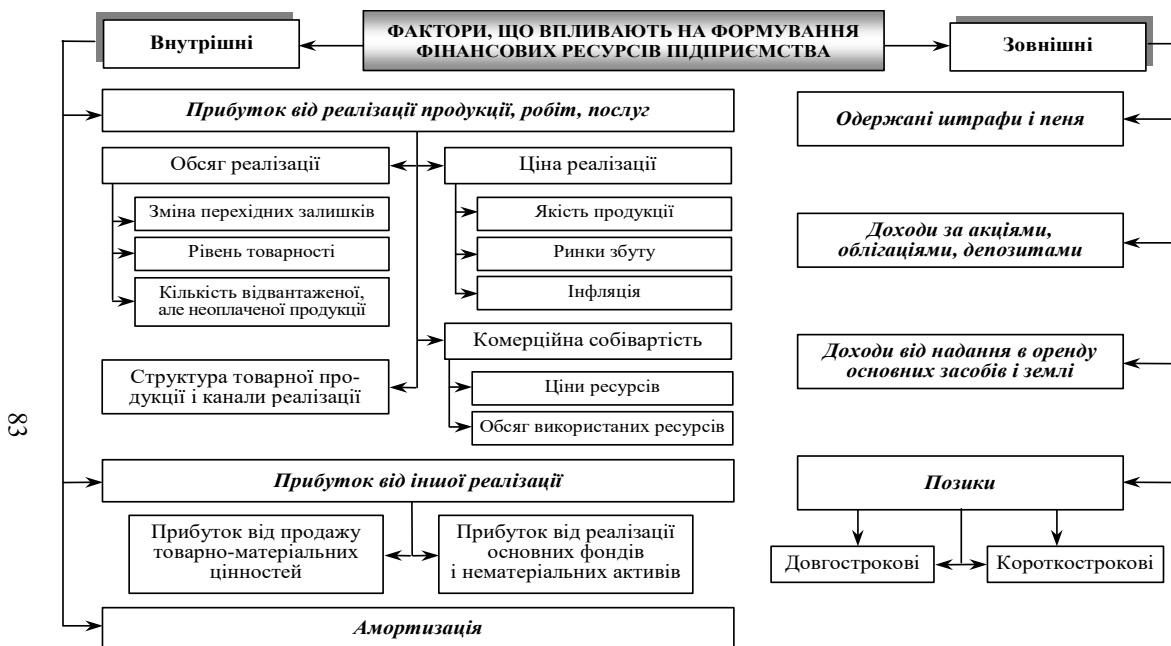 Внутрішні
ФАКТОРИ, ЩО ВПЛИВАЮТЬ НА ФОРМУВАННЯ
ФІНАНСОВИХ РЕСУРСІВ ПІДПРИЄМСТВА
Зовнішні
Прибуток від реалізації продукції, робіт, послуг
Обсяг реалізації
Зміна перехідних залишків
Рівень товарності
Кількість відвантаженої,
але неоплаченої продукції
Ціна реалізації
Якість продукції
Ринки збуту
Інфляція
Комерційна собівартість
Ціни ресурсів
Обсяг використаних ресурсів
Структура товарної про-
дукції і канали реалізації
Прибуток від іншої реалізації
Прибуток від продажу
товарно-матеріальних
цінностей
Прибуток від реалізації
основних фондів
і нематеріальних активів
Амортизація
Одержані штрафи і пеня
Доходи за акціями,
облігаціями, депозитами
Доходи від надання в оренду
основних засобів і землі
Позики
Довгострокові
Короткострокові
83